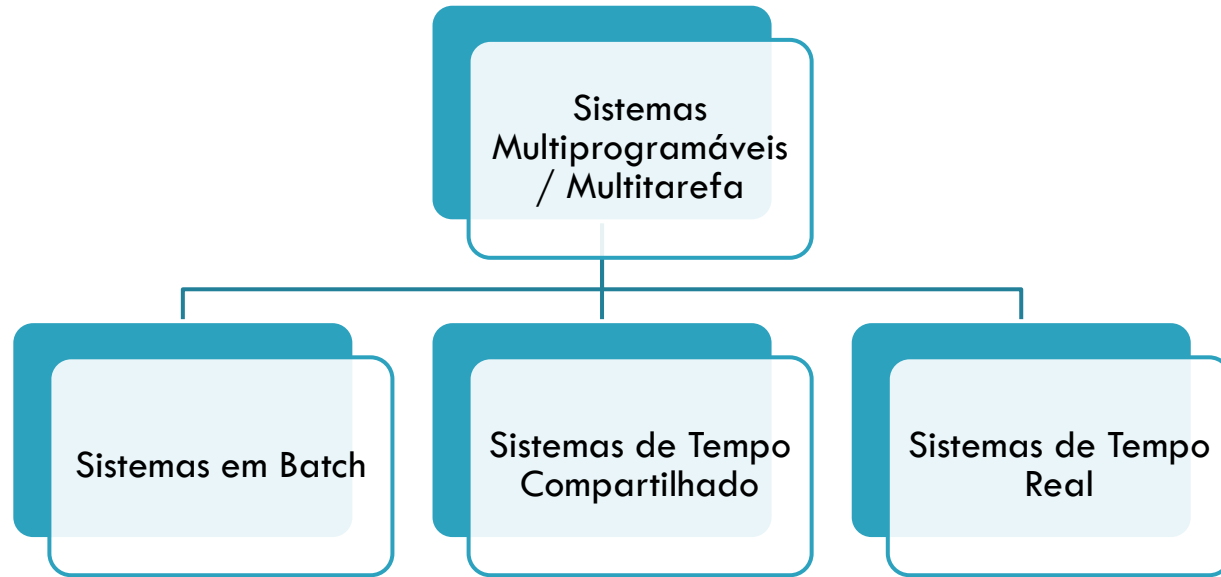 Sistemas
Multiprogramáveis
/ Multitarefa
Sistemas em Batch
Sistemas de Tempo
Compartilhado
Sistemas de Tempo
Real